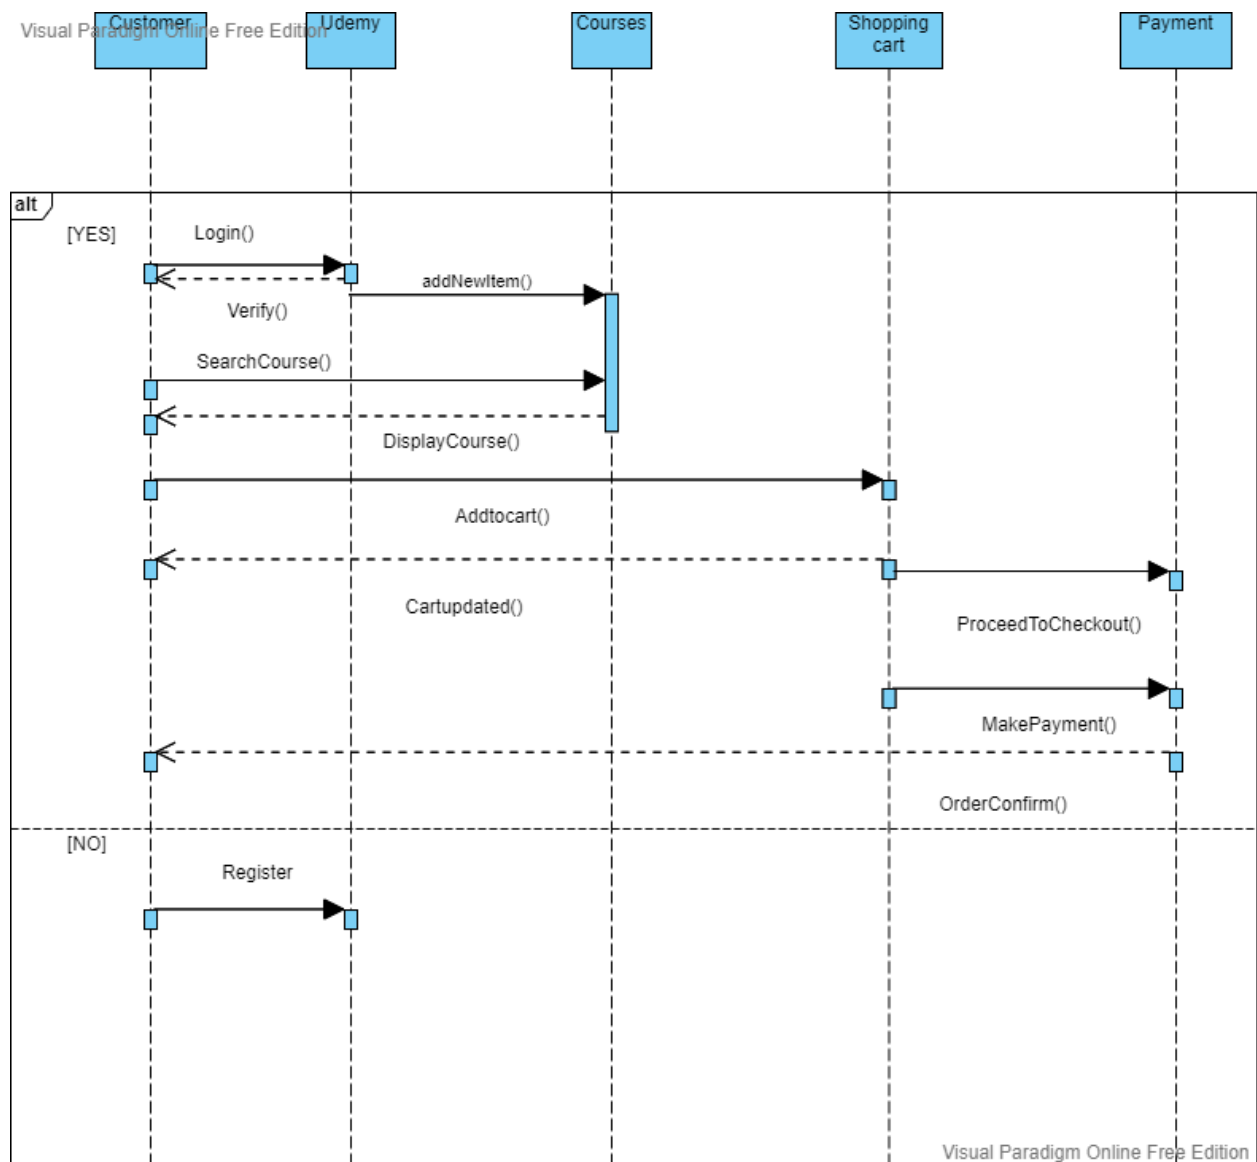 Visual Paradigm Online Free Edition
Customer
Udemy
Courses
Shopping
cart
Payment
alt
[YES]
Login()
addNewItem()
Verify()
SearchCourse()
DisplayCourse()
Addtocart()
Cartupdated()
ProceedToCheckout()
MakePayment()
OrderConfirm()
[NO]
Register
Visual Paradigm Online Free Edition